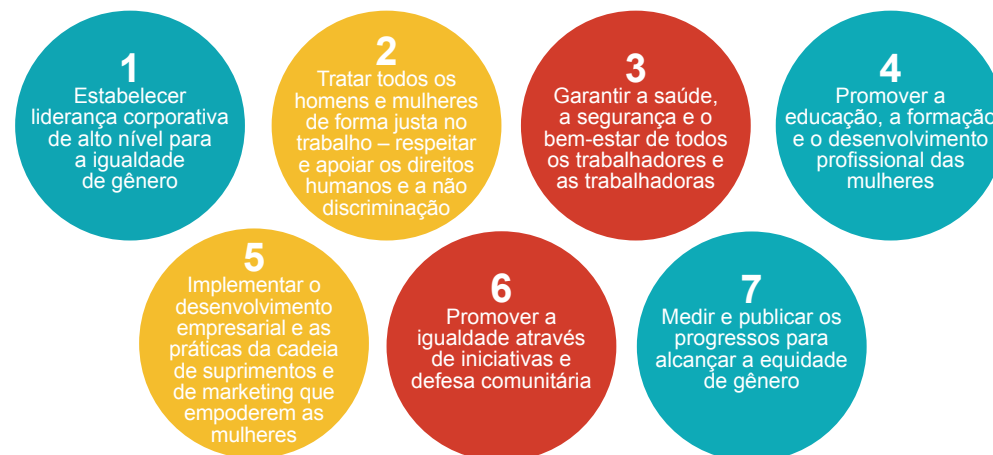 1
Estabelecer
liderança corporativa
de alto nível para
a igualdade
de gênero
2
Tratar todos os
homens e mulheres
de forma justa no
trabalho – respeitar
e apoiar os direitos
humanos e a não
discriminação
3
Garantir a saúde,
a segurança e o
bem-estar de todos
os trabalhadores e
as trabalhadoras
4
Promover a
educação, a formação
e o desenvolvimento
profissional das
mulheres
5
Implementar o
desenvolvimento
empresarial e as
práticas da cadeia
de suprimentos e
de marketing que
empoderem as
mulheres
6
Promover a
igualdade através
de iniciativas e
defesa comunitária
7
Medir e publicar os
progressos para
alcançar a equidade
de gênero